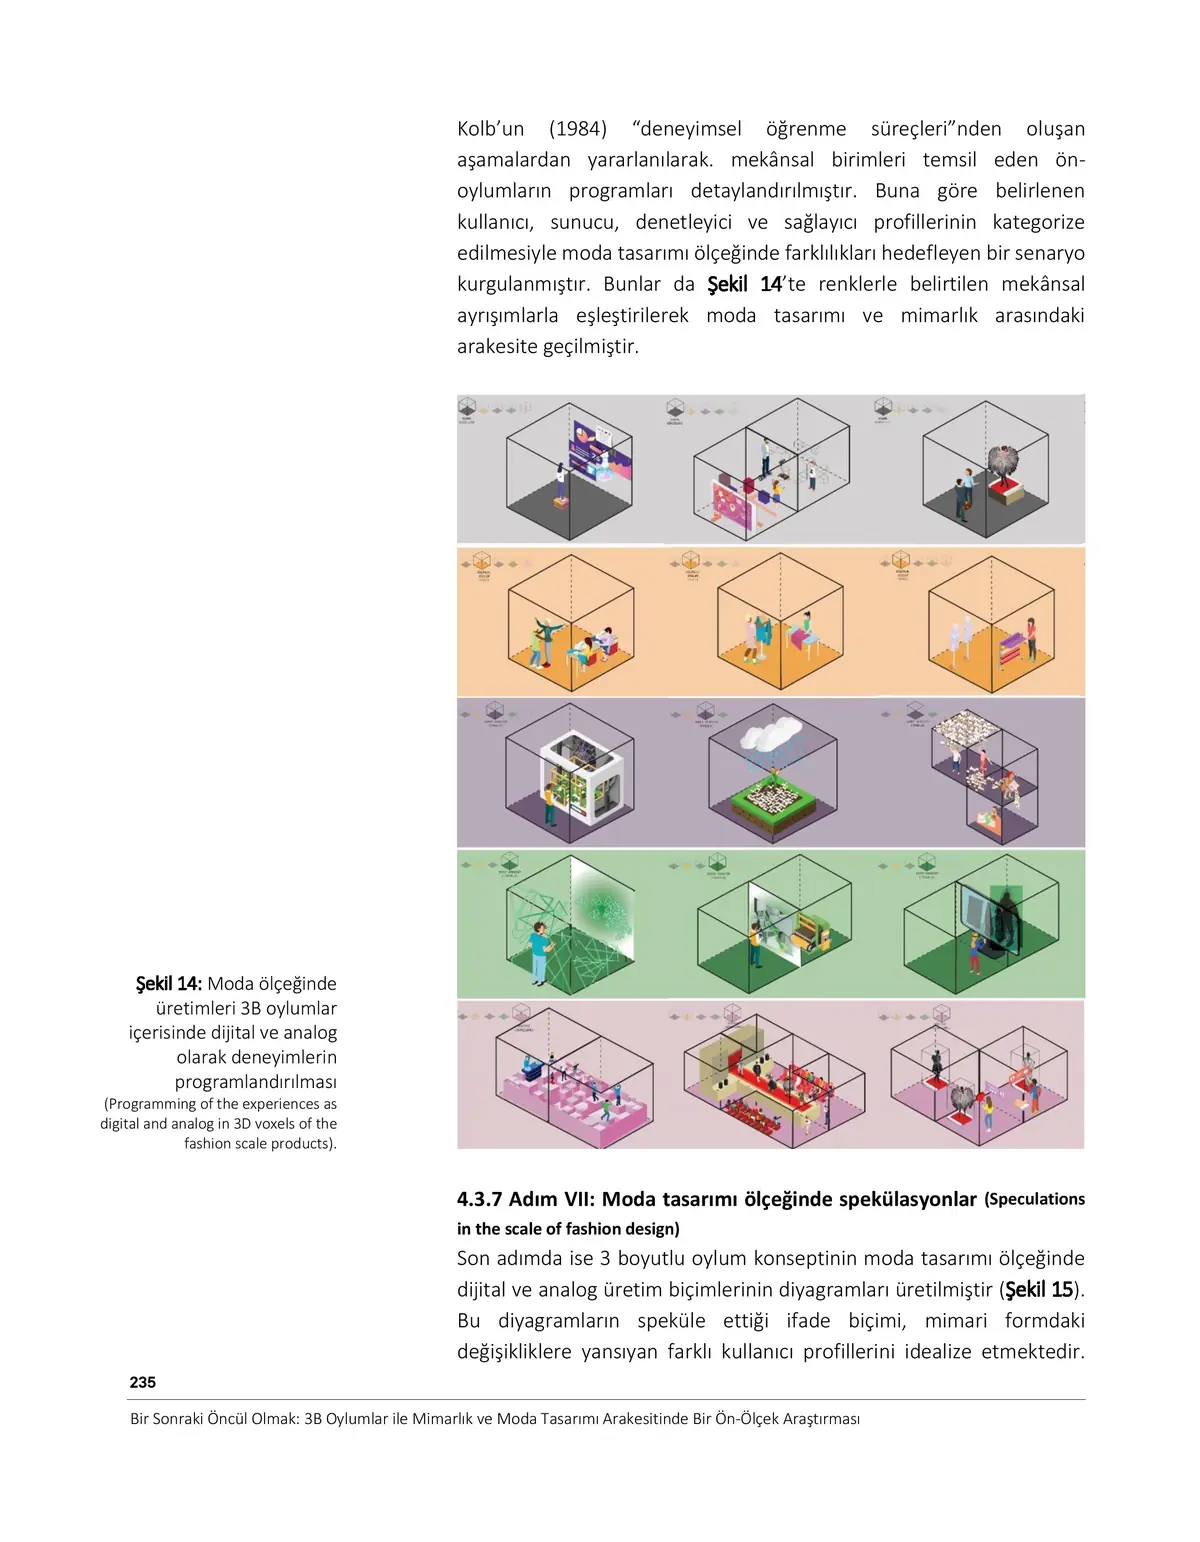 Kolb’un (1984) “deneyimsel öğrenme süreçleri”nden oluşan
aşamalardan yararlanılarak. mekânsal birimleri temsil eden ön-
oylumların programları detaylandırılmıştır. Buna göre belirlenen
kullanıcı, sunucu, denetleyici ve sağlayıcı profillerinin kategorize
edilmesiyle moda tasarımı ölçeğinde farklılıkları hedefleyen bir senaryo
kurgulanmıştır. Bunlar da Şekil 14’te renklerle belirtilen mekânsal
ayrışımlarla eşleştirilerek moda tasarımı ve mimarlık arasındaki
arakesite geçilmiştir.
Şekil 14: Moda ölçeğinde
üretimleri 3B oylumlar
içerisinde dijital ve analog
olarak deneyimlerin
programlandırılması
(Programming of the experiences as
digital and analog in 3D voxels of the
fashion scale products).
4.3.7 Adım VII: Moda tasarımı ölçeğinde spekülasyonlar (Speculations
in the scale of fashion design)
Son adımda ise 3 boyutlu oylum konseptinin moda tasarımı ölçeğinde
dijital ve analog üretim biçimlerinin diyagramları üretilmiştir (Şekil 15).
Bu diyagramların speküle ettiği ifade biçimi, mimari formdaki
değişikliklere yansıyan farklı kullanıcı profillerini idealize etmektedir.
235
Bir Sonraki Öncül Olmak: 3B Oylumlar ile Mimarlık ve Moda Tasarımı Arakesitinde Bir Ön-Ölçek Araştırması